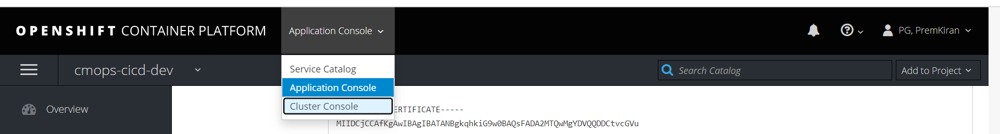 OPENSHIFT CONTAINER PLATFORM
Application Console
PG, PremKiran
cmops-cicd-dev
Search Catalog
Add to Project
Service Catalog
Application Console
Cluster Console
Overview
ERTIFICATE-----
MIIDCjCCAfKgAwIBAgIBATANBgkqhkiG9w0BAQsFADA2MTQwMgYDVQQDDCtvcGVu